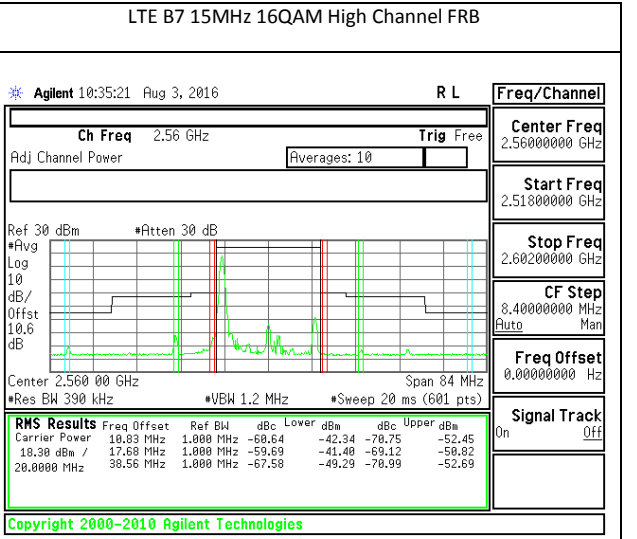 LTE B7 15MHz 16QAM High Channel FRB
Agilent 10:35:21 Aug 3, 2016 R L
Freq/Channel
Ch Freq 2.56 GHz Trig Free
Adj Channel Power Averages: 10
Center Freq
2.56000000 GHz
Start Freq
2.51800000 GHz
Stop Freq
2.60200000 GHz
CF Step
8.40000000 MHz
Auto Man
Freq Offset
0.00000000 Hz
Signal Track
On Off
Ref 30 dBm #Atten 30 dB
#Avg
Log
10
dB/
Offst
10.6
dB
Center 2.560 00 GHz Span 84 MHz
#Res BW 390 kHz #VBW 1.2 MHz #Sweep 20 ms (601 pts)
RMS Results Freq Offset Ref BW dBc Lower dBm dBc Upper dBm
Carrier Power 10.83 MHz 1.000 MHz -60.64 -42.34 -70.75 -52.45
18.30 dBm / 17.68 MHz 1.000 MHz -59.69 -41.40 -69.12 -50.82
20.0000 MHz 38.56 MHz 1.000 MHz -67.58 -49.29 -70.99 -52.69
Copyright 2000-2010 Agilent Technologies